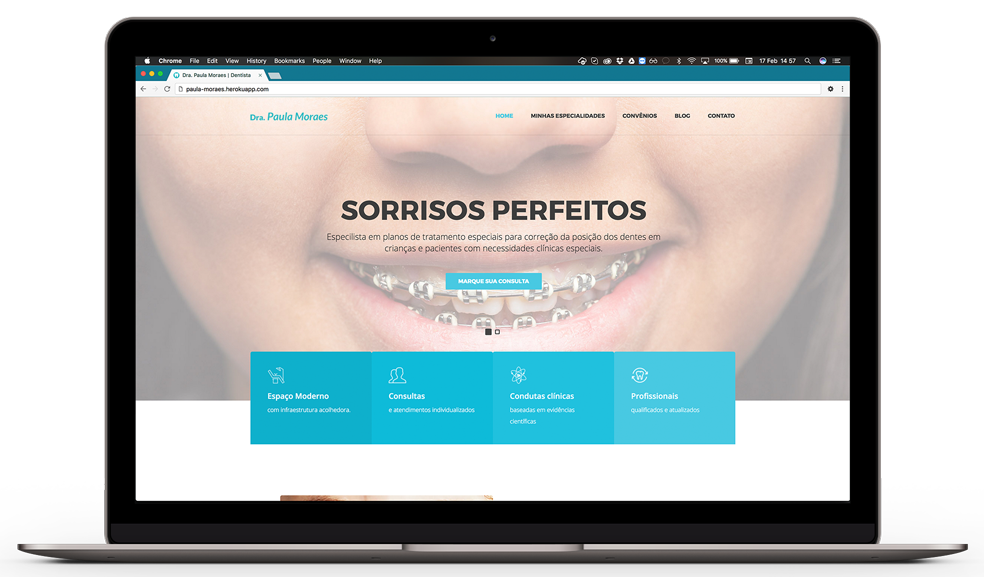 Chrome File Edit View History Bookmarks People Window Help 100% 17 Feb 14 57
Dra. Paula Moraes | Dentista
paula-moraes.herokuapp.com
Dra. Paula Moraes HOME MINHAS ESPECIALIDADES CONVÊNIOS BLOG CONTATO
SORRISOS PERFEITOS
Especilista em planos de tratamento especiais para correção da posição dos dentes em
crianças e pacientes com necessidades clínicas especiais.
MARQUE SUA CONSULTA
Espaço Moderno
com infraestrutura acolhedora.
Consultas
e atendimentos individualizados
Condutas clínicas
baseadas em evidências
científicas
Profissionais
qualificados e atualizados